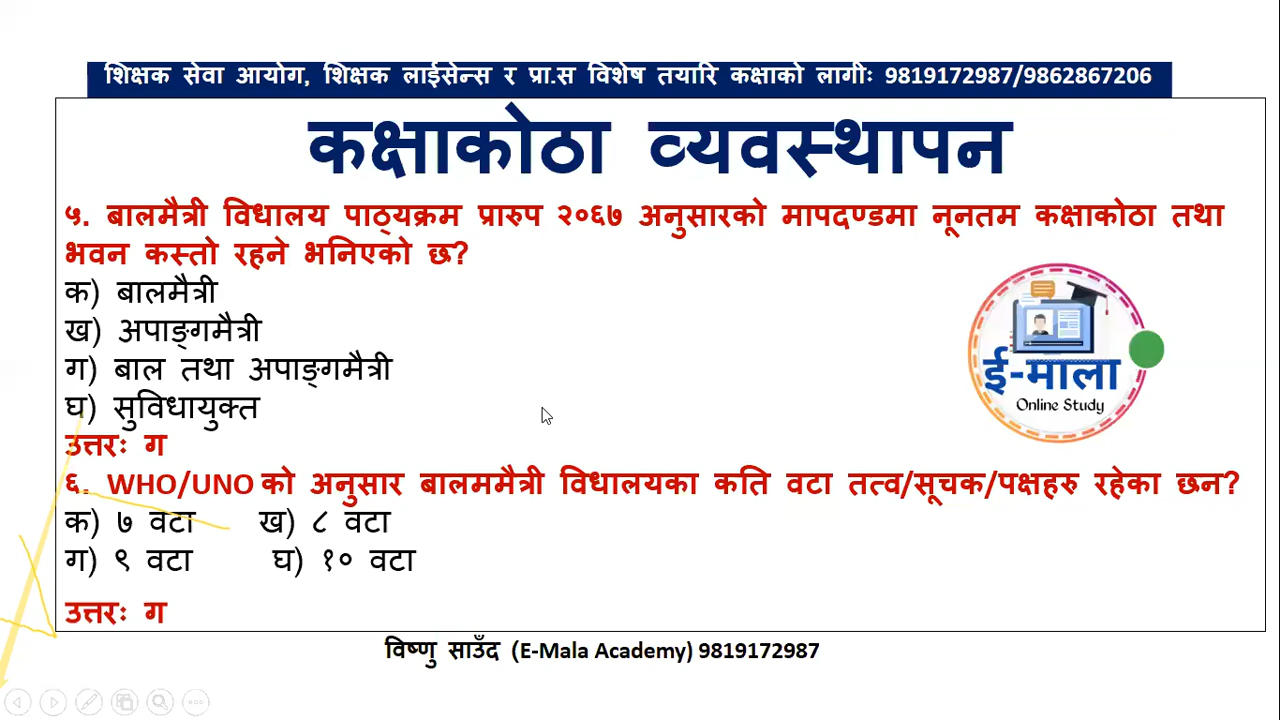 शिक्षक सेवा आयोग, शिक्षक लाईसेन्स र प्रा.स विशेष तयारि कक्षाको लागीः 9819172987/9862867206
कक्षाकोठा व्यवस्थापन
५. बालमैत्री विधालय पाठ्यक्रम प्रारुप २०६७ अनुसारको मापदण्डमा नूनतम कक्षाकोठा तथा
भवन कस्तो रहने भनिएको छ?
क) बालमैत्री
ख) अपाङ्गमैत्री
ग) बाल तथा अपाङ्गमैत्री
घ) सुविधायुक्त
उत्तरः ग
ई-माला
Online Study
६. WHO/UNO को अनुसार बालममैत्री विधालयका कति वटा तत्व/सूचक/पक्षहरु रहेका छन?
क) ७ वटा ख) ८ वटा
ग) ९ वटा घ) १० वटा
उत्तरः ग
विष्णु साउँद (E-Mala Academy) 9819172987